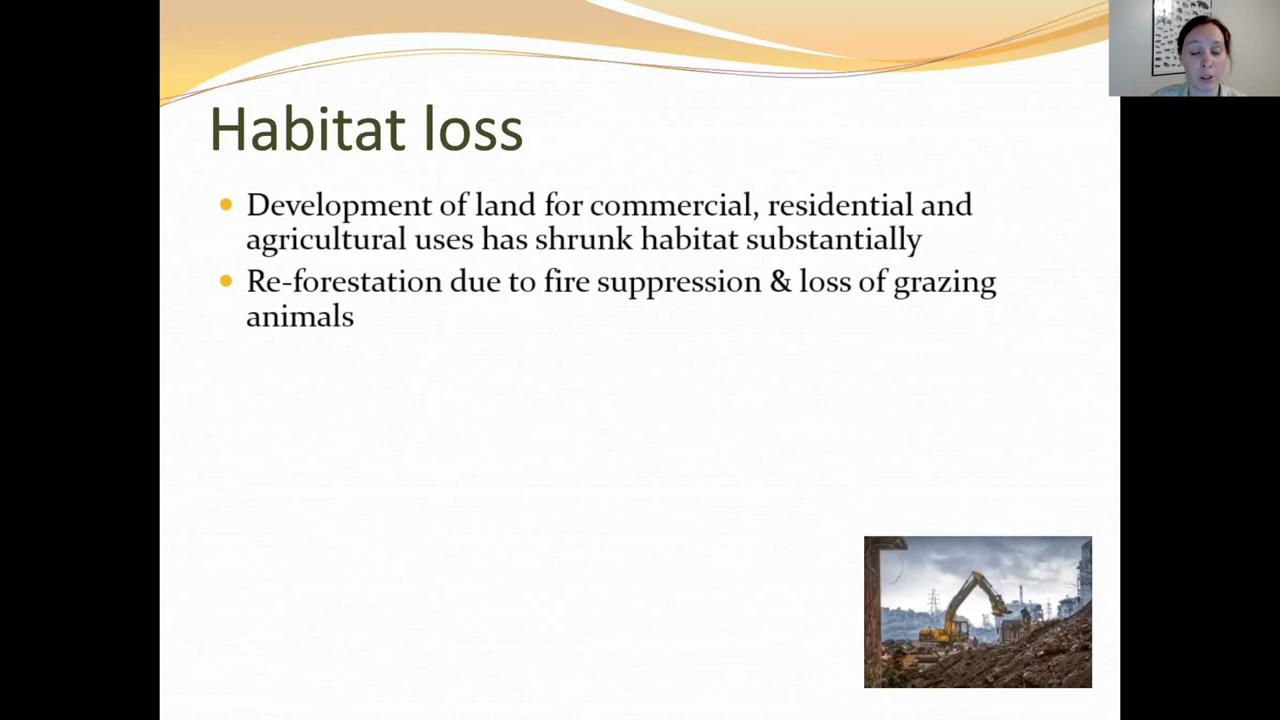 Habitat loss
Development of land for commercial, residential and
agricultural uses has shrunk habitat substantially
Re-forestation due to fire suppression & loss of grazing
animals